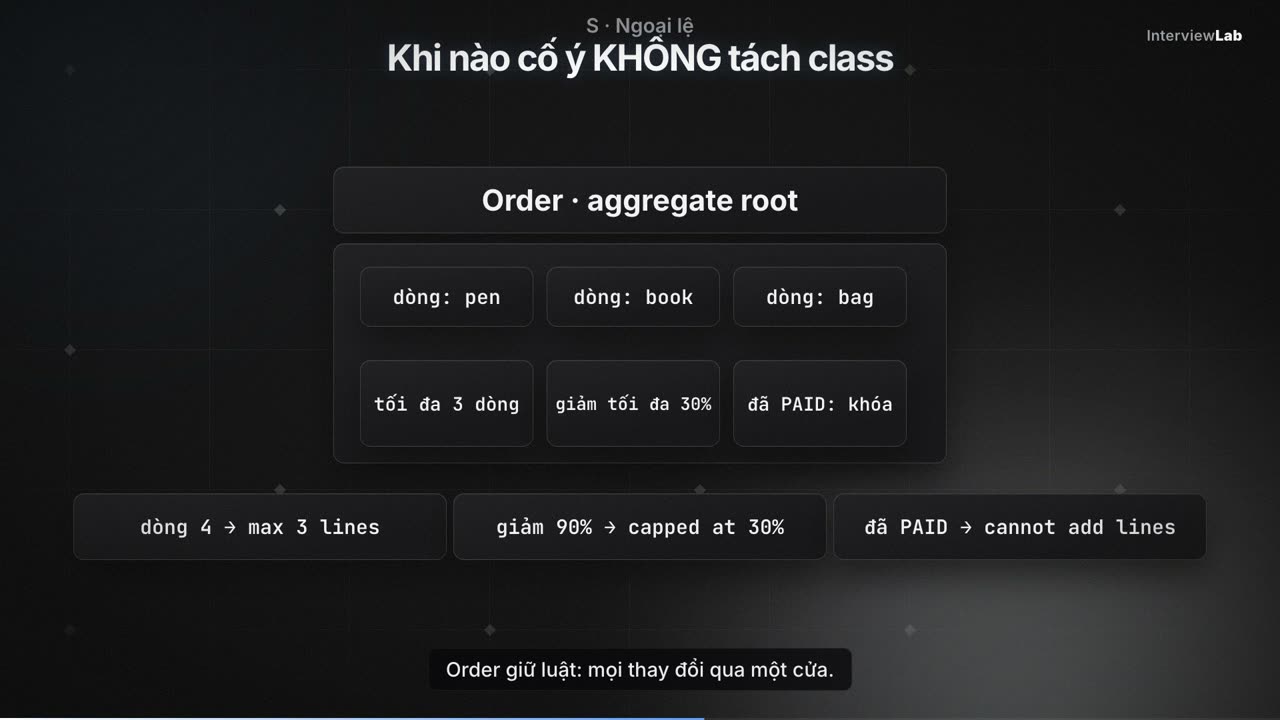 S · Ngoại lệ
Khi nào cố ý KHÔNG tách class
InterviewLab
Order · aggregate root
dòng: pen
dòng: book
dòng: bag
tối đa 3 dòng
giảm tối đa 30%
đã PAID: khóa
dòng 4 → max 3 lines
giảm 90% → capped at 30%
đã PAID → cannot add lines
Order giữ luật: mọi thay đổi qua một cửa.